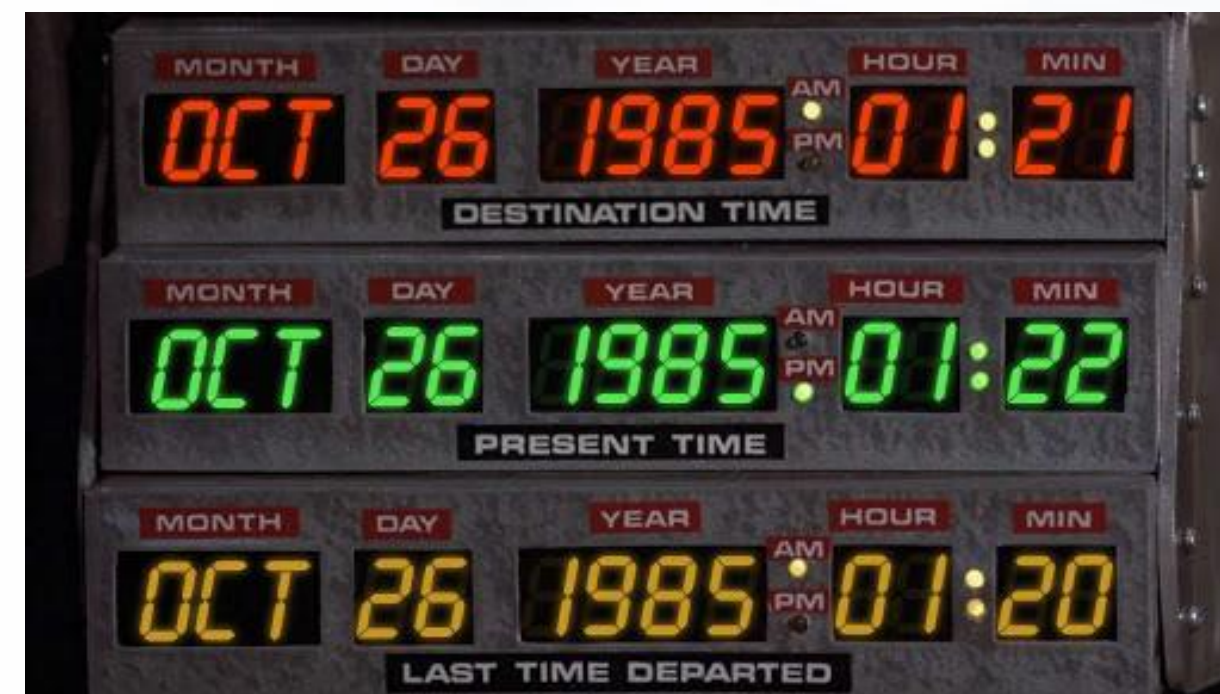 MONTH DAY YEAR HOUR MIN
AM
OCT 26 1985 01:21
PM
DESTINATION TIME
MONTH DAY YEAR HOUR MIN
AM
OCT 26 1985 01:22
PM
PRESENT TIME
MONTH DAY YEAR HOUR MIN
AM
OCT 26 1985 01:20
PM
LAST TIME DEPARTED